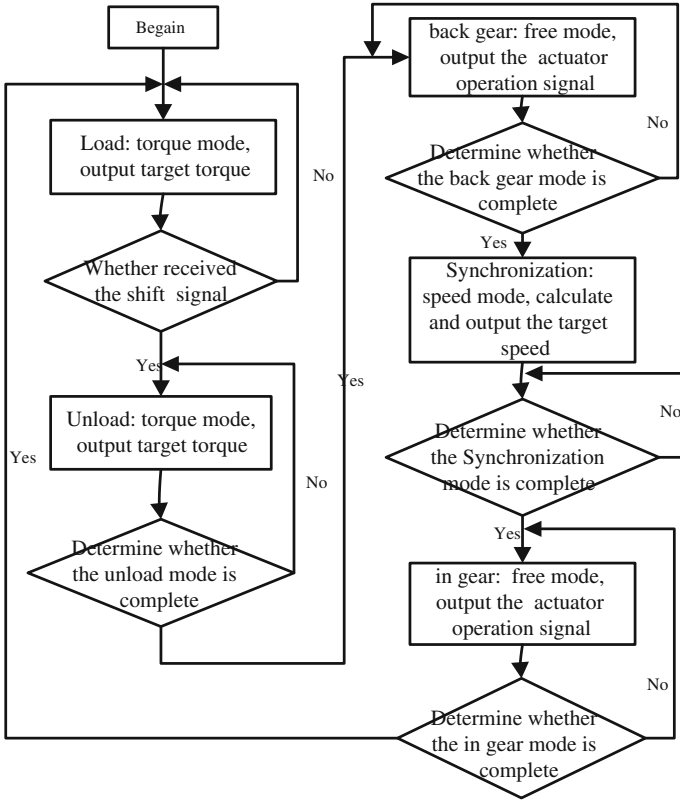 Begain
Load: torque mode,
output target torque
No
Whether received
the shift signal
Yes
Unload: torque mode,
output target torque
Yes
No
Determine whether
the unload mode is
complete
Yes
back gear: free mode,
output the actuator
operation signal
No
Determine whether
the back gear mode is
complete
Yes
Synchronization:
speed mode, calculate
and output the target
speed
No
Determine whether
the Synchronization
mode is complete
Yes
in gear: free mode,
output the actuator
operation signal
No
Determine whether
the in gear mode is
complete